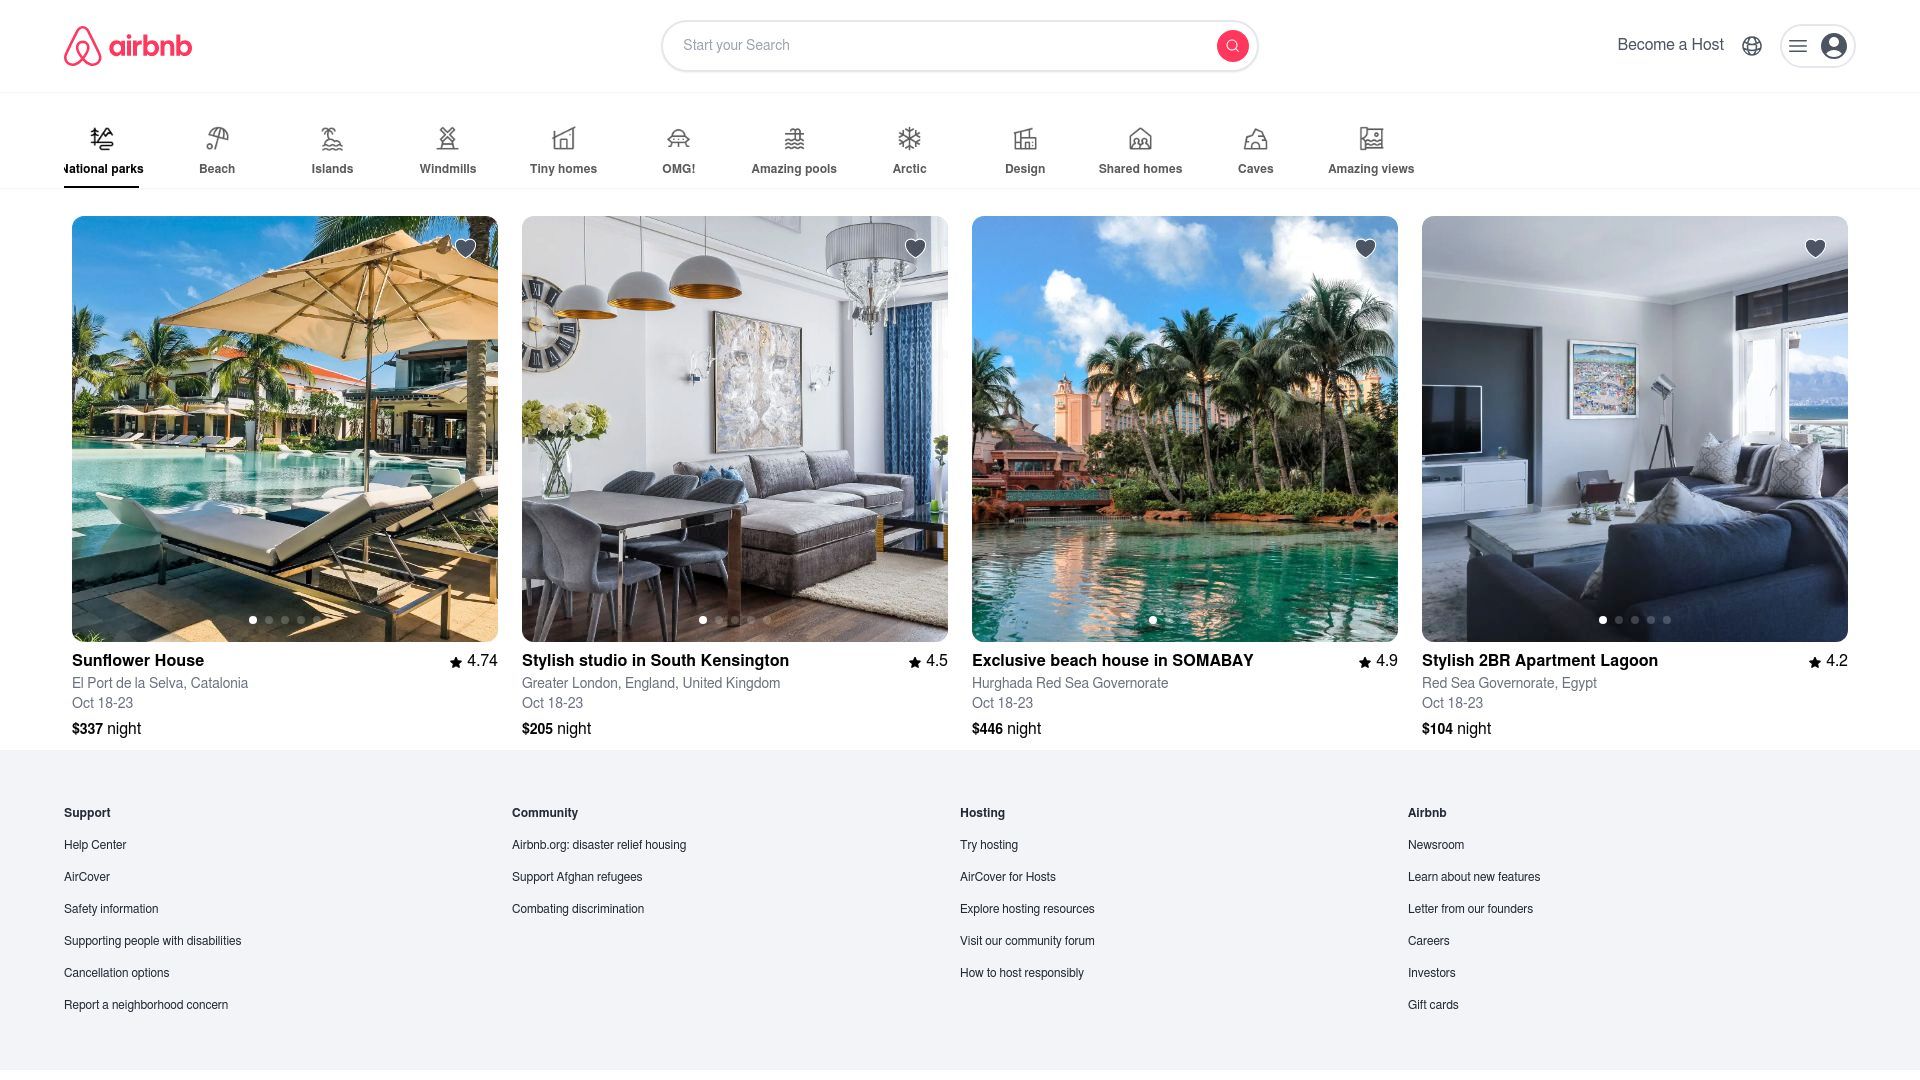 airbnb
Start your Search
Become a Host
National parks
Beach
Islands
Windmills
Tiny homes
OMG!
Amazing pools
Arctic
Design
Shared homes
Caves
Amazing views
Sunflower House
4.74
El Port de la Selva, Catalonia
Oct 18-23
$337 night
Stylish studio in South Kensington
4.5
Greater London, England, United Kingdom
Oct 18-23
$205 night
Exclusive beach house in SOMABAY
4.9
Hurghada Red Sea Governorate
Oct 18-23
$446 night
Stylish 2BR Apartment Lagoon
4.2
Red Sea Governorate, Egypt
Oct 18-23
$104 night
Support
Help Center
AirCover
Safety information
Supporting people with disabilities
Cancellation options
Report a neighborhood concern
Community
Airbnb.org: disaster relief housing
Support Afghan refugees
Combating discrimination
Hosting
Try hosting
AirCover for Hosts
Explore hosting resources
Visit our community forum
How to host responsibly
Airbnb
Newsroom
Learn about new features
Letter from our founders
Careers
Investors
Gift cards